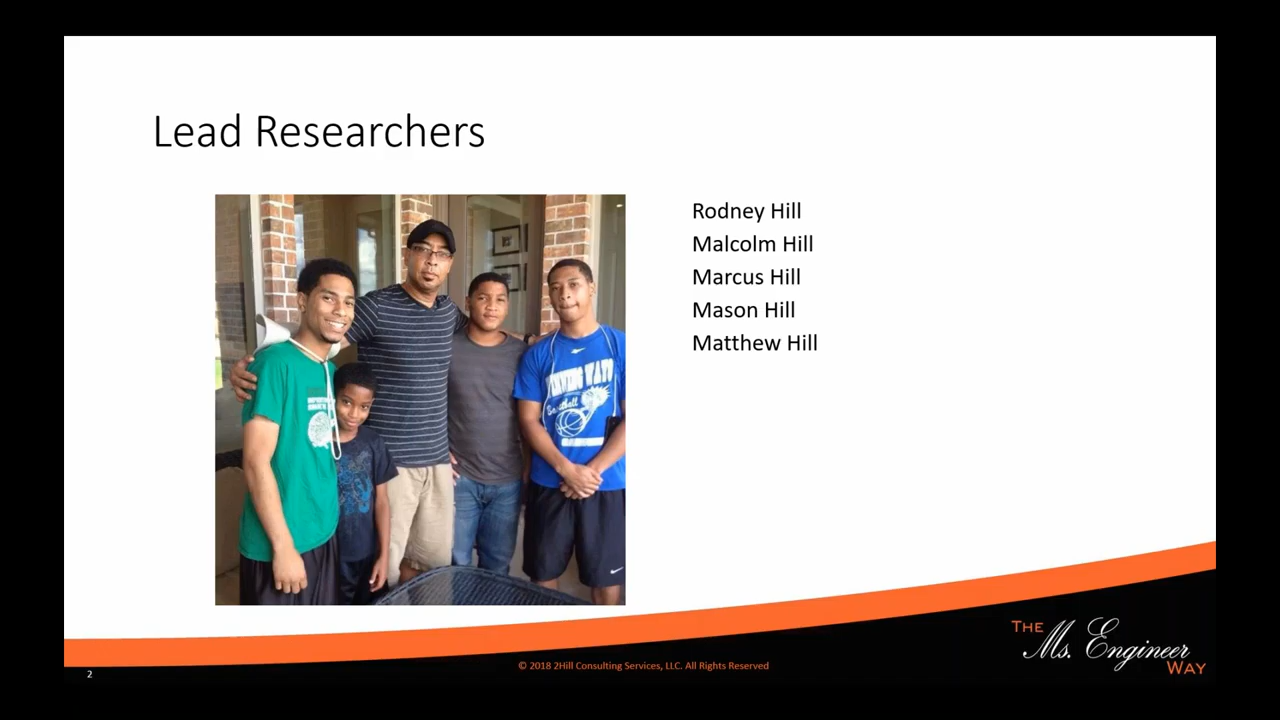 Lead Researchers
Rodney Hill
Malcolm Hill
Marcus Hill
Mason Hill
Matthew Hill
Basketball
THE
Ms. Engineer
WAY
© 2018 2Hill Consulting Services, LLC. All Rights Reserved
2